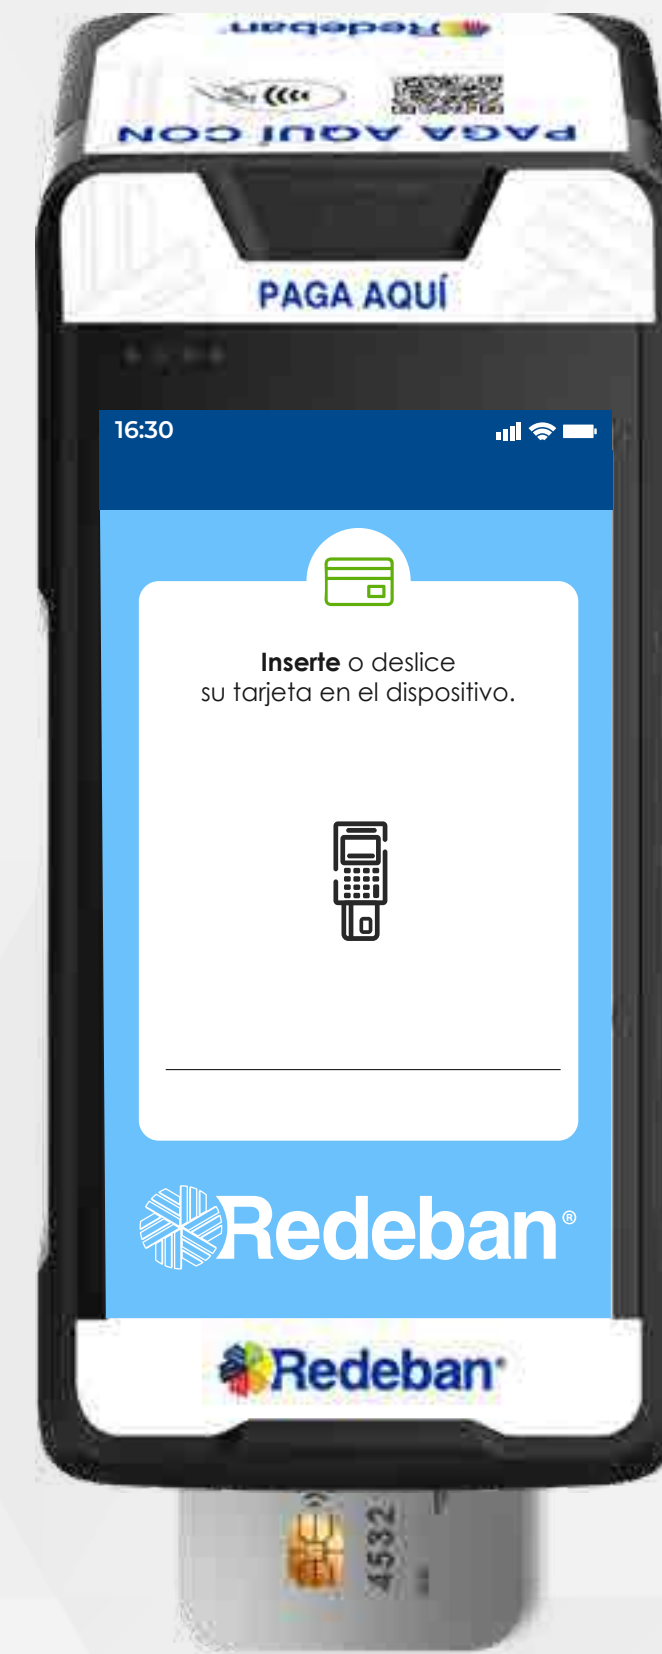 Redeban
PAGA AQUÍ CON
PAGA AQUÍ
16:30
Inserte o deslice
su tarjeta en el dispositivo.
Redeban®
Redeban
4532